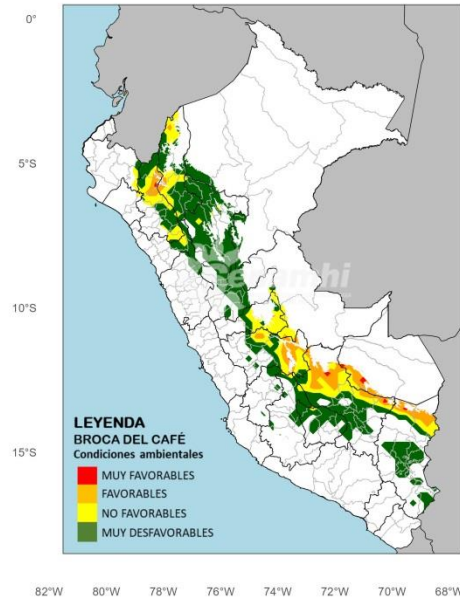 0°
5°S
10°S
15°S
Senamhi
LEYENDA
BROCA DEL CAFÉ
Condiciones ambientales
MUY FAVORABLES
FAVORABLES
NO FAVORABLES
MUY DESFAVORABLES
82°W 80°W 78°W 76°W 74°W 72°W 70°W 68°W